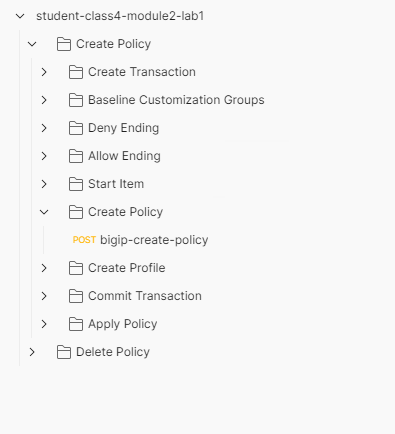 student-class4-module2-lab1
Create Policy
Create Transaction
Baseline Customization Groups
Deny Ending
Allow Ending
Start Item
Create Policy
POST bigip-create-policy
Create Profile
Commit Transaction
Apply Policy
Delete Policy